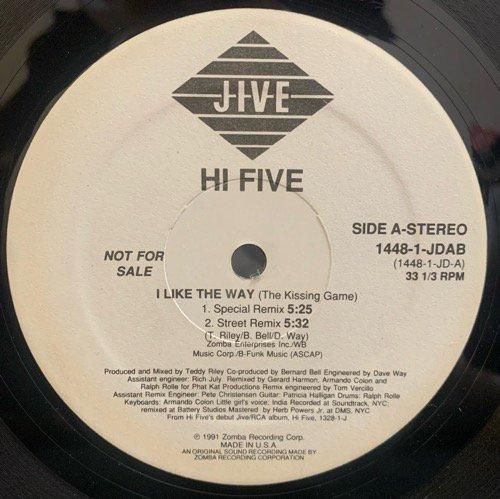 JIVE
HI FIVE
SIDE A-STEREO
NOT FOR
SALE
1448-1-JDAB
(1448-1-JD-A)
33 1/3 RPM
I LIKE THE WAY (The Kissing Game)
1. Special Remix 5:25
2. Street Remix 5:32
(T. Riley/B. Bell/D. Way)
Zomba Enterprises Inc./WB
Music Corp./B-Funk Music (ASCAP)
Produced and Mixed by Teddy Riley Co-produced by Bernard Bell Engineered by Dave Way
Assistant engineer: Rich July Remixed by Gerard Harmon, Armando Colon and
Ralph Rolle for Phat Kat Productions Remix Engineered by Tom Vercillo
Assistant Remix Engineer: Pete Christensen Guitar: Patricia Halligan Drums: Ralph Rolle
Keyboards: Armando Colon Little girl's voice: India Recorded at Soundtrack, NYC;
remixed at Battery Studios Mastered by Herb Powers Jr. at DMS, NYC
From Hi Five's debut Jive/RCA album, Hi Five, 1328-1-J
℗ © 1991 Zomba Recording Corp.
MADE IN U.S.A.
AN ORIGINAL SOUND RECORDING MADE BY
ZOMBA RECORDING CORPORATION